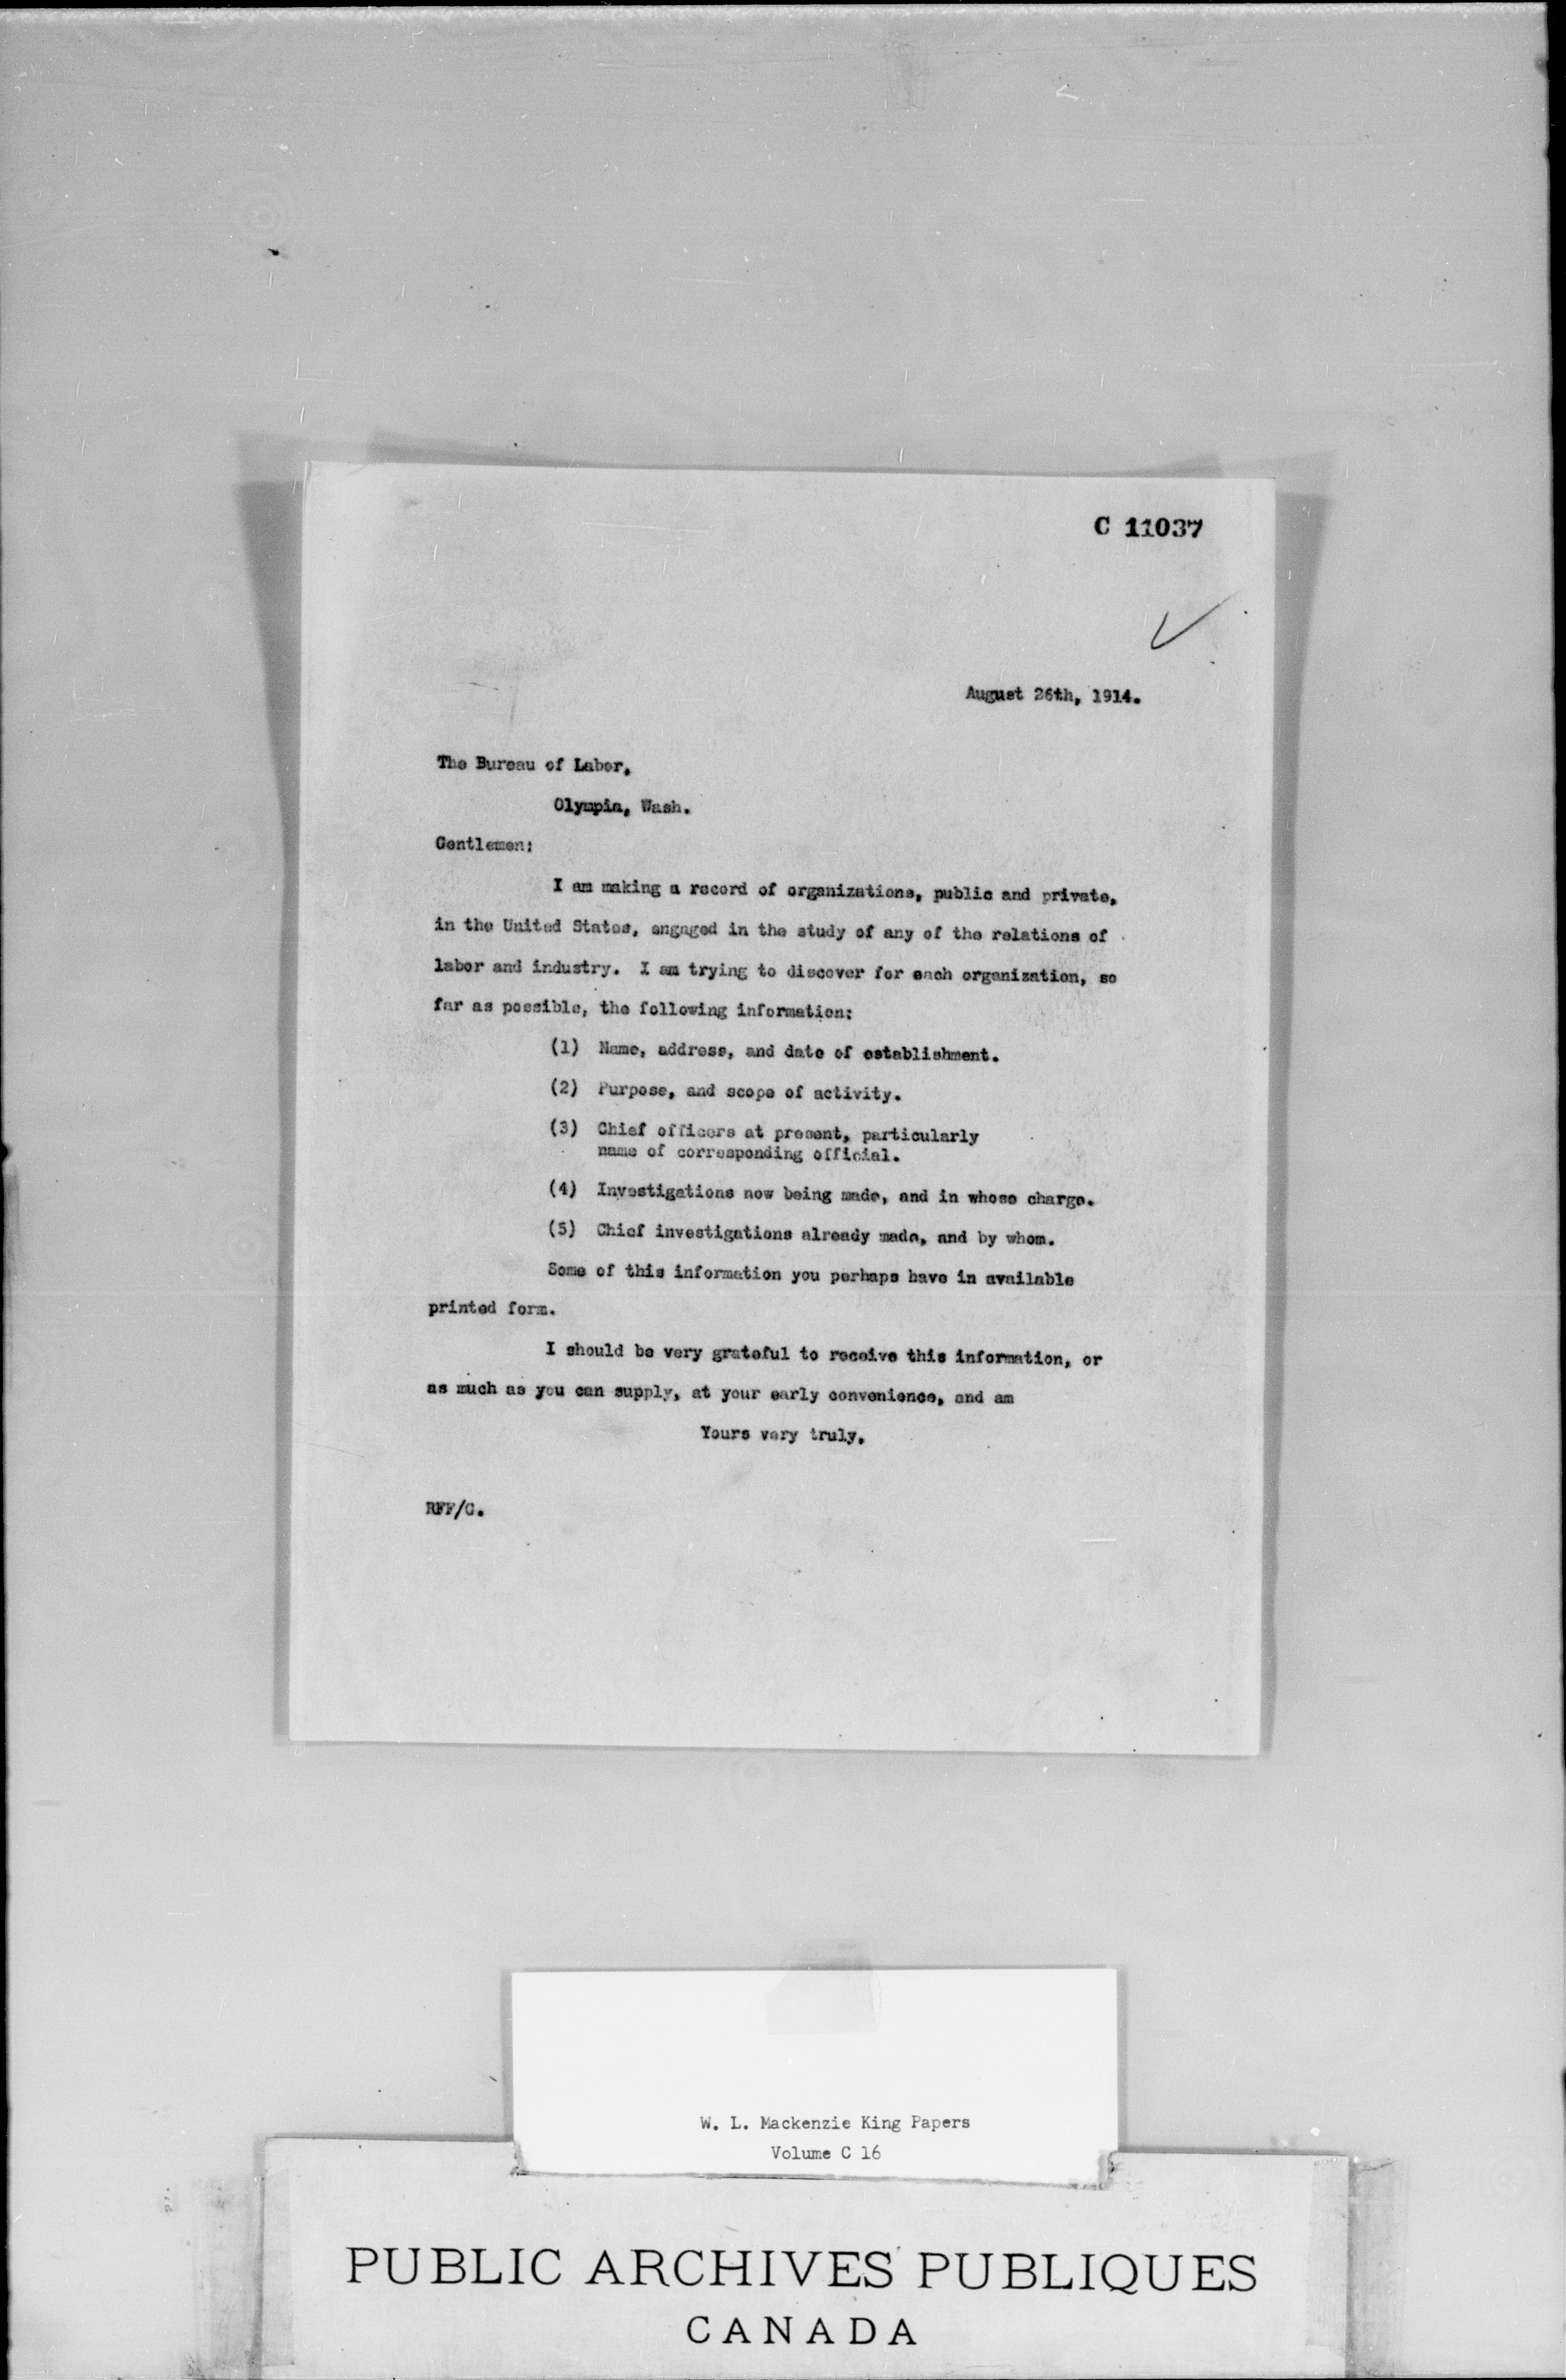 C 11037
August 26th, 1914.
The Bureau of Labor,
Olympia, Wash.
Gentlemen:
I am making a record of organizations, public and private,
in the United States, engaged in the study of any of the relations of
labor and industry. I am trying to discover for each organization, so
far as possible, the following information:
(1) Name, address, and date of establishment.
(2) Purpose, and scope of activity.
(3) Chief officers at present, particularly
name of corresponding official.
(4) Investigations now being made, and in whose charge.
(5) Chief investigations already made, and by whom.
Some of this information you perhaps have in available
printed form.
I should be very grateful to receive this information, or
as much as you can supply, at your early convenience, and am
Yours very truly,
RFF/C.
W. L. Mackenzie King Papers
Volume C 16
PUBLIC ARCHIVES PUBLIQUES
CANADA